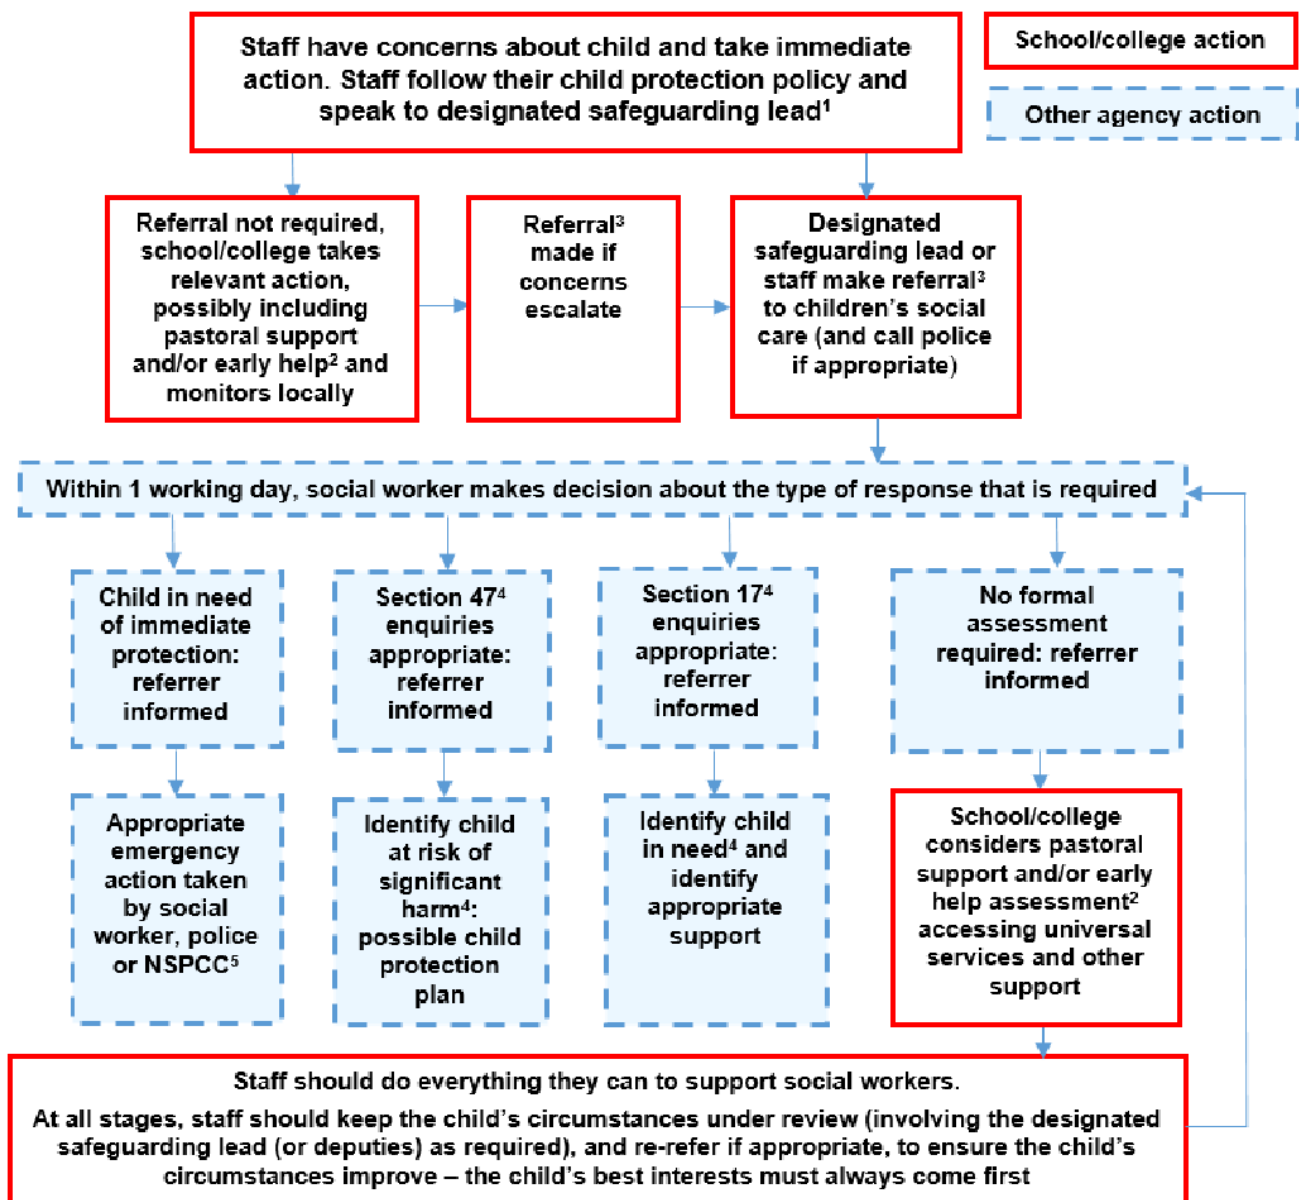 Staff have concerns about child and take immediate
action. Staff follow their child protection policy and
speak to designated safeguarding lead¹
School/college action
Other agency action
Referral not required,
school/college takes
relevant action,
possibly including
pastoral support
and/or early help² and
monitors locally
Referral³
made if
concerns
escalate
Designated
safeguarding lead or
staff make referral³
to children’s social
care (and call police
if appropriate)
Within 1 working day, social worker makes decision about the type of response that is required
Child in need
of immediate
protection:
referrer
informed
Section 47⁴
enquiries
appropriate:
referrer
informed
Section 17⁴
enquiries
appropriate:
referrer
informed
No formal
assessment
required: referrer
informed
Appropriate
emergency
action taken
by social
worker, police
or NSPCC⁵
Identify child
at risk of
significant
harm⁴:
possible child
protection
plan
Identify child
in need⁴ and
identify
appropriate
support
School/college
considers pastoral
support and/or early
help assessment²
accessing universal
services and other
support
Staff should do everything they can to support social workers.
At all stages, staff should keep the child’s circumstances under review (involving the designated
safeguarding lead (or deputies) as required), and re-refer if appropriate, to ensure the child’s
circumstances improve – the child’s best interests must always come first